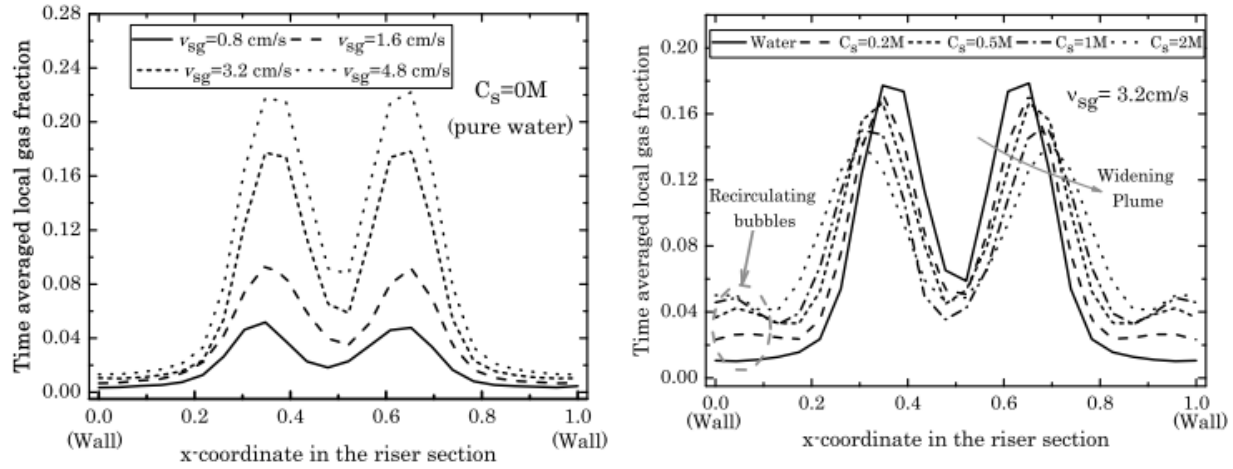 v_sg=0.8 cm/s v_sg=1.6 cm/s
v_sg=3.2 cm/s v_sg=4.8 cm/s
C_s=0M
(pure water)
Time averaged local gas fraction
0.28
0.24
0.20
0.16
0.12
0.08
0.04
0.00
0.0 0.2 0.4 0.6 0.8 1.0
(Wall) (Wall)
x-coordinate in the riser section
Water C_s=0.2M C_s=0.5M C_s=1M C_s=2M
v_sg= 3.2cm/s
Recirculating
bubbles
Widening
Plume
Time averaged local gas fraction
0.20
0.16
0.12
0.08
0.04
0.00
0.0 0.2 0.4 0.6 0.8 1.0
(Wall) (Wall)
x-coordinate in the riser section